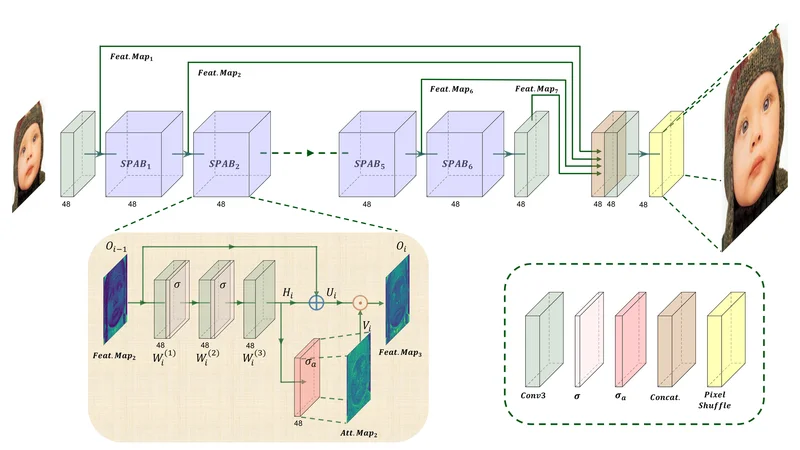 Feat.Map₁
Feat.Map₂
Feat.Map₆
Feat.Map₇
SPAB₁
SPAB₂
SPAB₅
SPAB₆
48
48
48
48
48
48
48 48
48
Oᵢ₋₁
Oᵢ
σ
σ
Hᵢ
Uᵢ
Vᵢ
48
48
48
Feat.Map₂
Wᵢ⁽¹⁾
Wᵢ⁽²⁾
Wᵢ⁽³⁾
Feat.Map₃
σₐ
48
Att.Map₂
Conv3
σ
σₐ
Concat.
Pixel
Shuffle